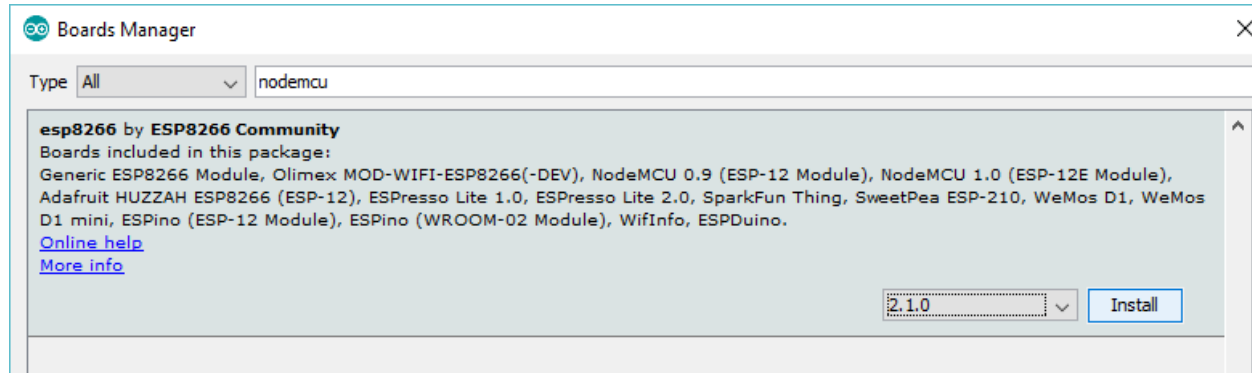 Boards Manager
Type All nodemcu
esp8266 by ESP8266 Community
Boards included in this package:
Generic ESP8266 Module, Olimex MOD-WIFI-ESP8266(-DEV), NodeMCU 0.9 (ESP-12 Module), NodeMCU 1.0 (ESP-12E Module),
Adafruit HUZZAH ESP8266 (ESP-12), ESPresso Lite 1.0, ESPresso Lite 2.0, SparkFun Thing, SweetPea ESP-210, WeMos D1, WeMos
D1 mini, ESPino (ESP-12 Module), ESPino (WROOM-02 Module), WifInfo, ESPDuino.
Online help
More info
2.1.0 Install